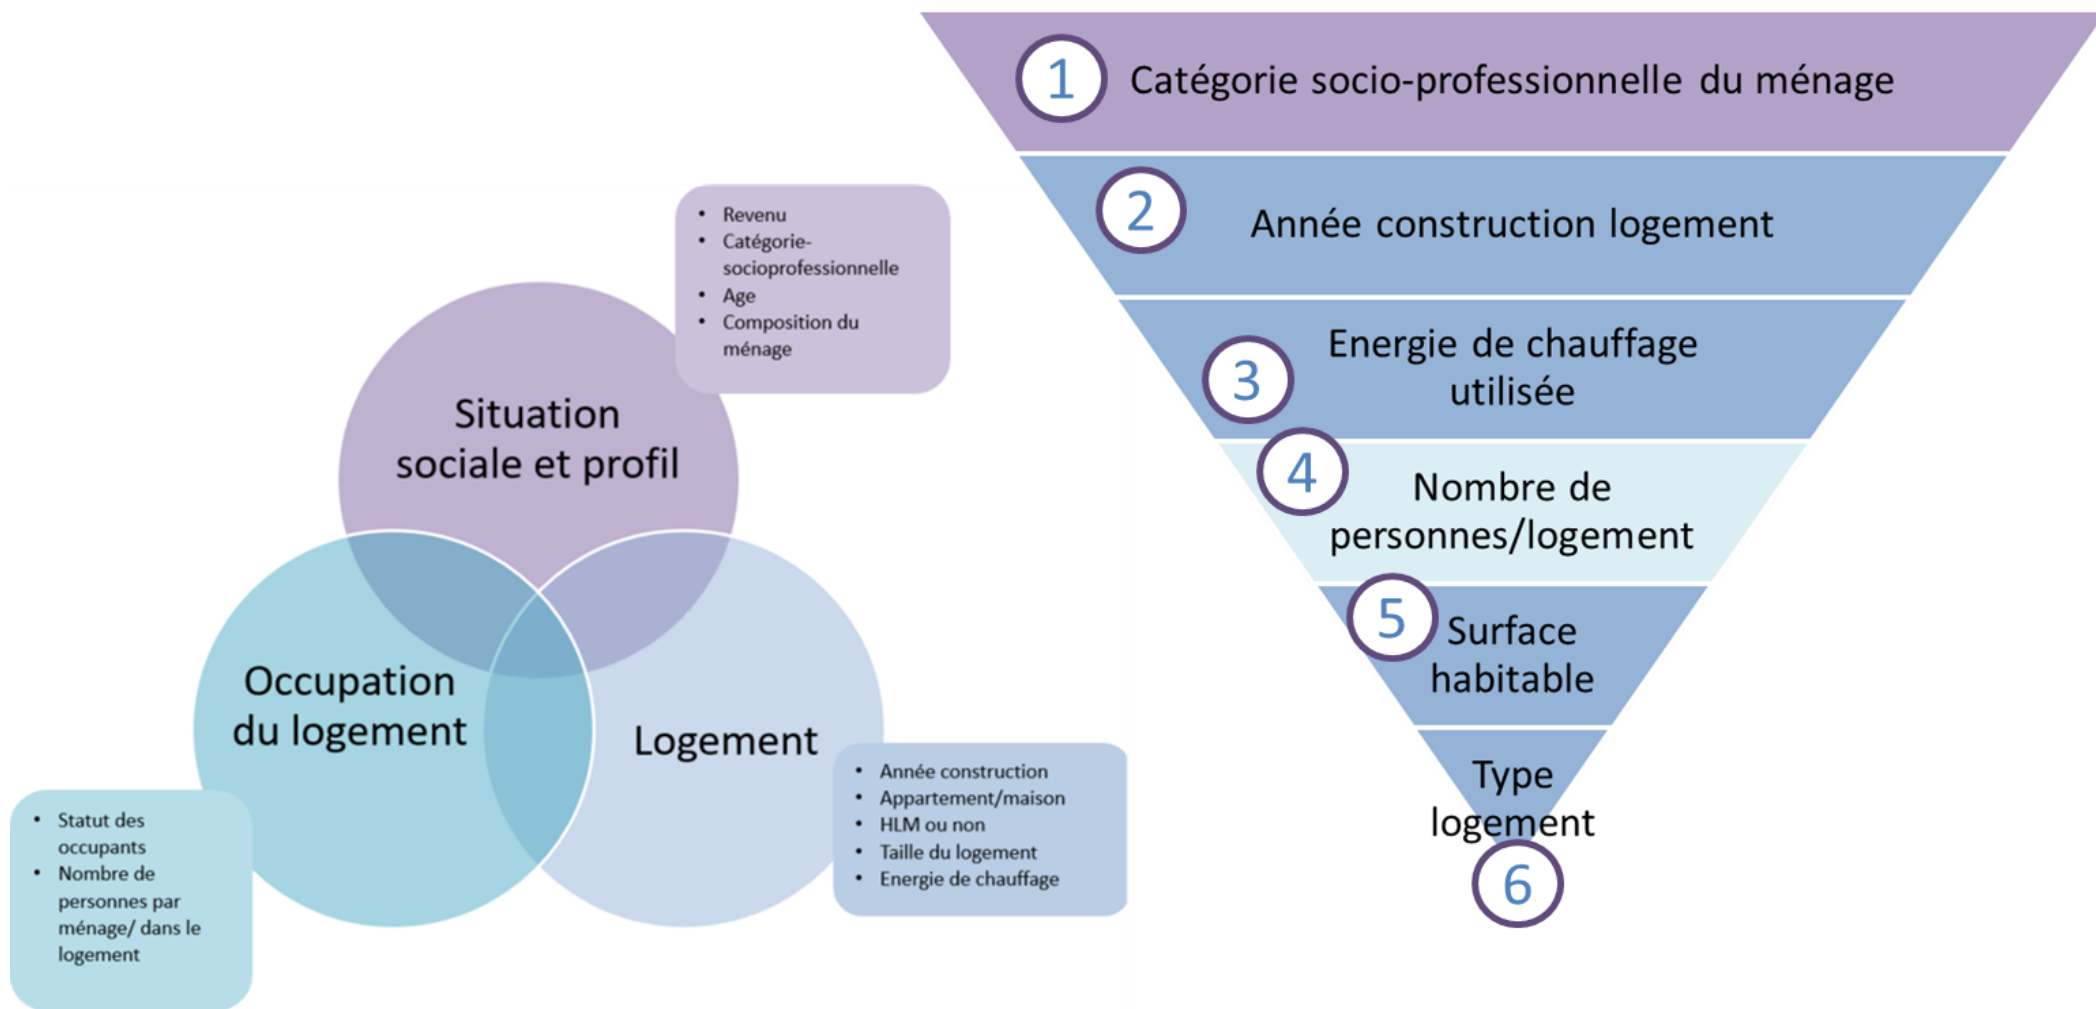 • Revenu
• Catégorie-
socioprofessionnelle
• Age
• Composition du
ménage
Situation
sociale et profil
Occupation
du logement
Logement
• Statut des
occupants
• Nombre de
personnes par
ménage/ dans le
logement
• Année construction
• Appartement/maison
• HLM ou non
• Taille du logement
• Energie de chauffage
1 Catégorie socio-professionnelle du ménage
2 Année construction logement
3 Energie de chauffage
utilisée
4 Nombre de
personnes/logement
5 Surface
habitable
Type
logement
6